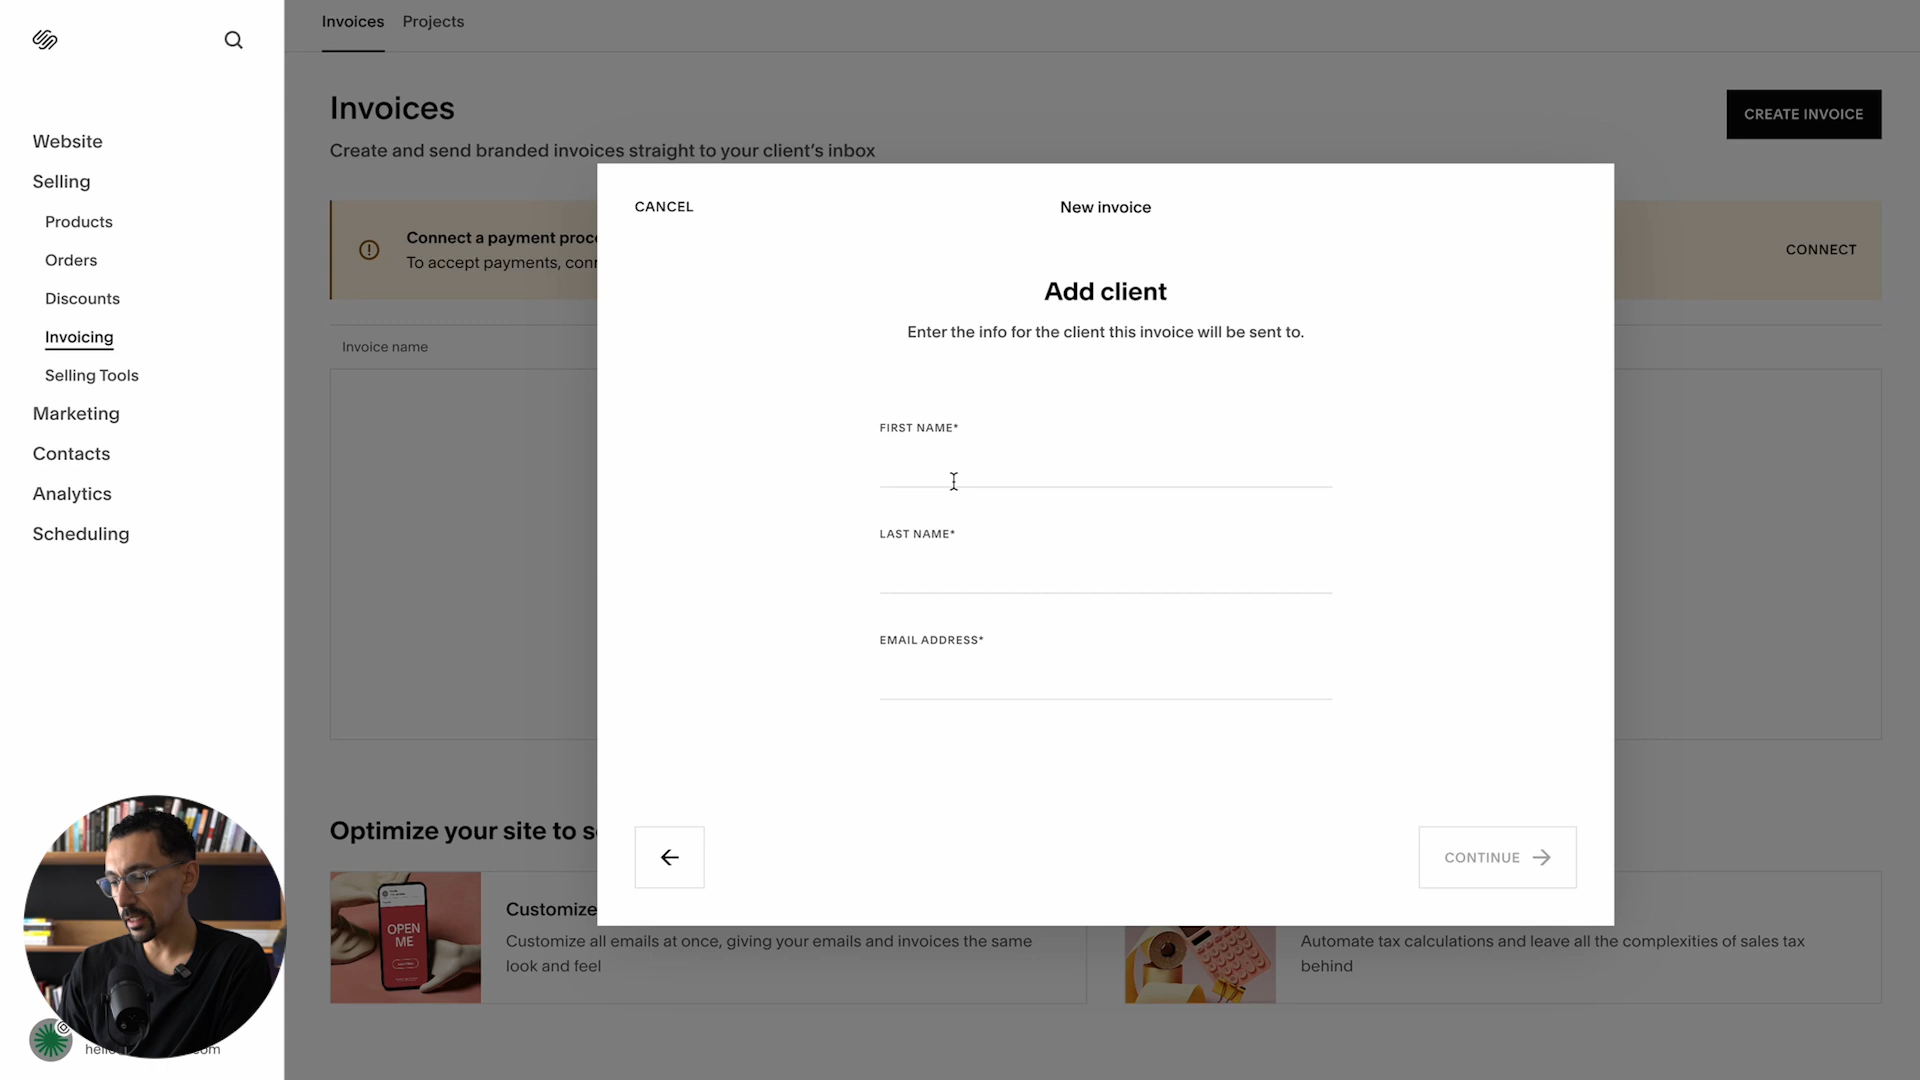 Website
Selling
Products
Orders
Discounts
Invoicing
Selling Tools
Marketing
Contacts
Analytics
Scheduling
Invoices Projects
Invoices
Create and send branded invoices straight to your client's inbox
CREATE INVOICE
Connect a payment
To accept payments,
CONNECT
Invoice name
CANCEL
New invoice
Add client
Enter the info for the client this invoice will be sent to.
FIRST NAME*
LAST NAME*
EMAIL ADDRESS*
CONTINUE
Optimize your site to
OPEN
ME
Customize
Customize all emails at once, giving your emails and invoices the same
look and feel
Automate tax calculations and leave all the complexities of sales tax
behind